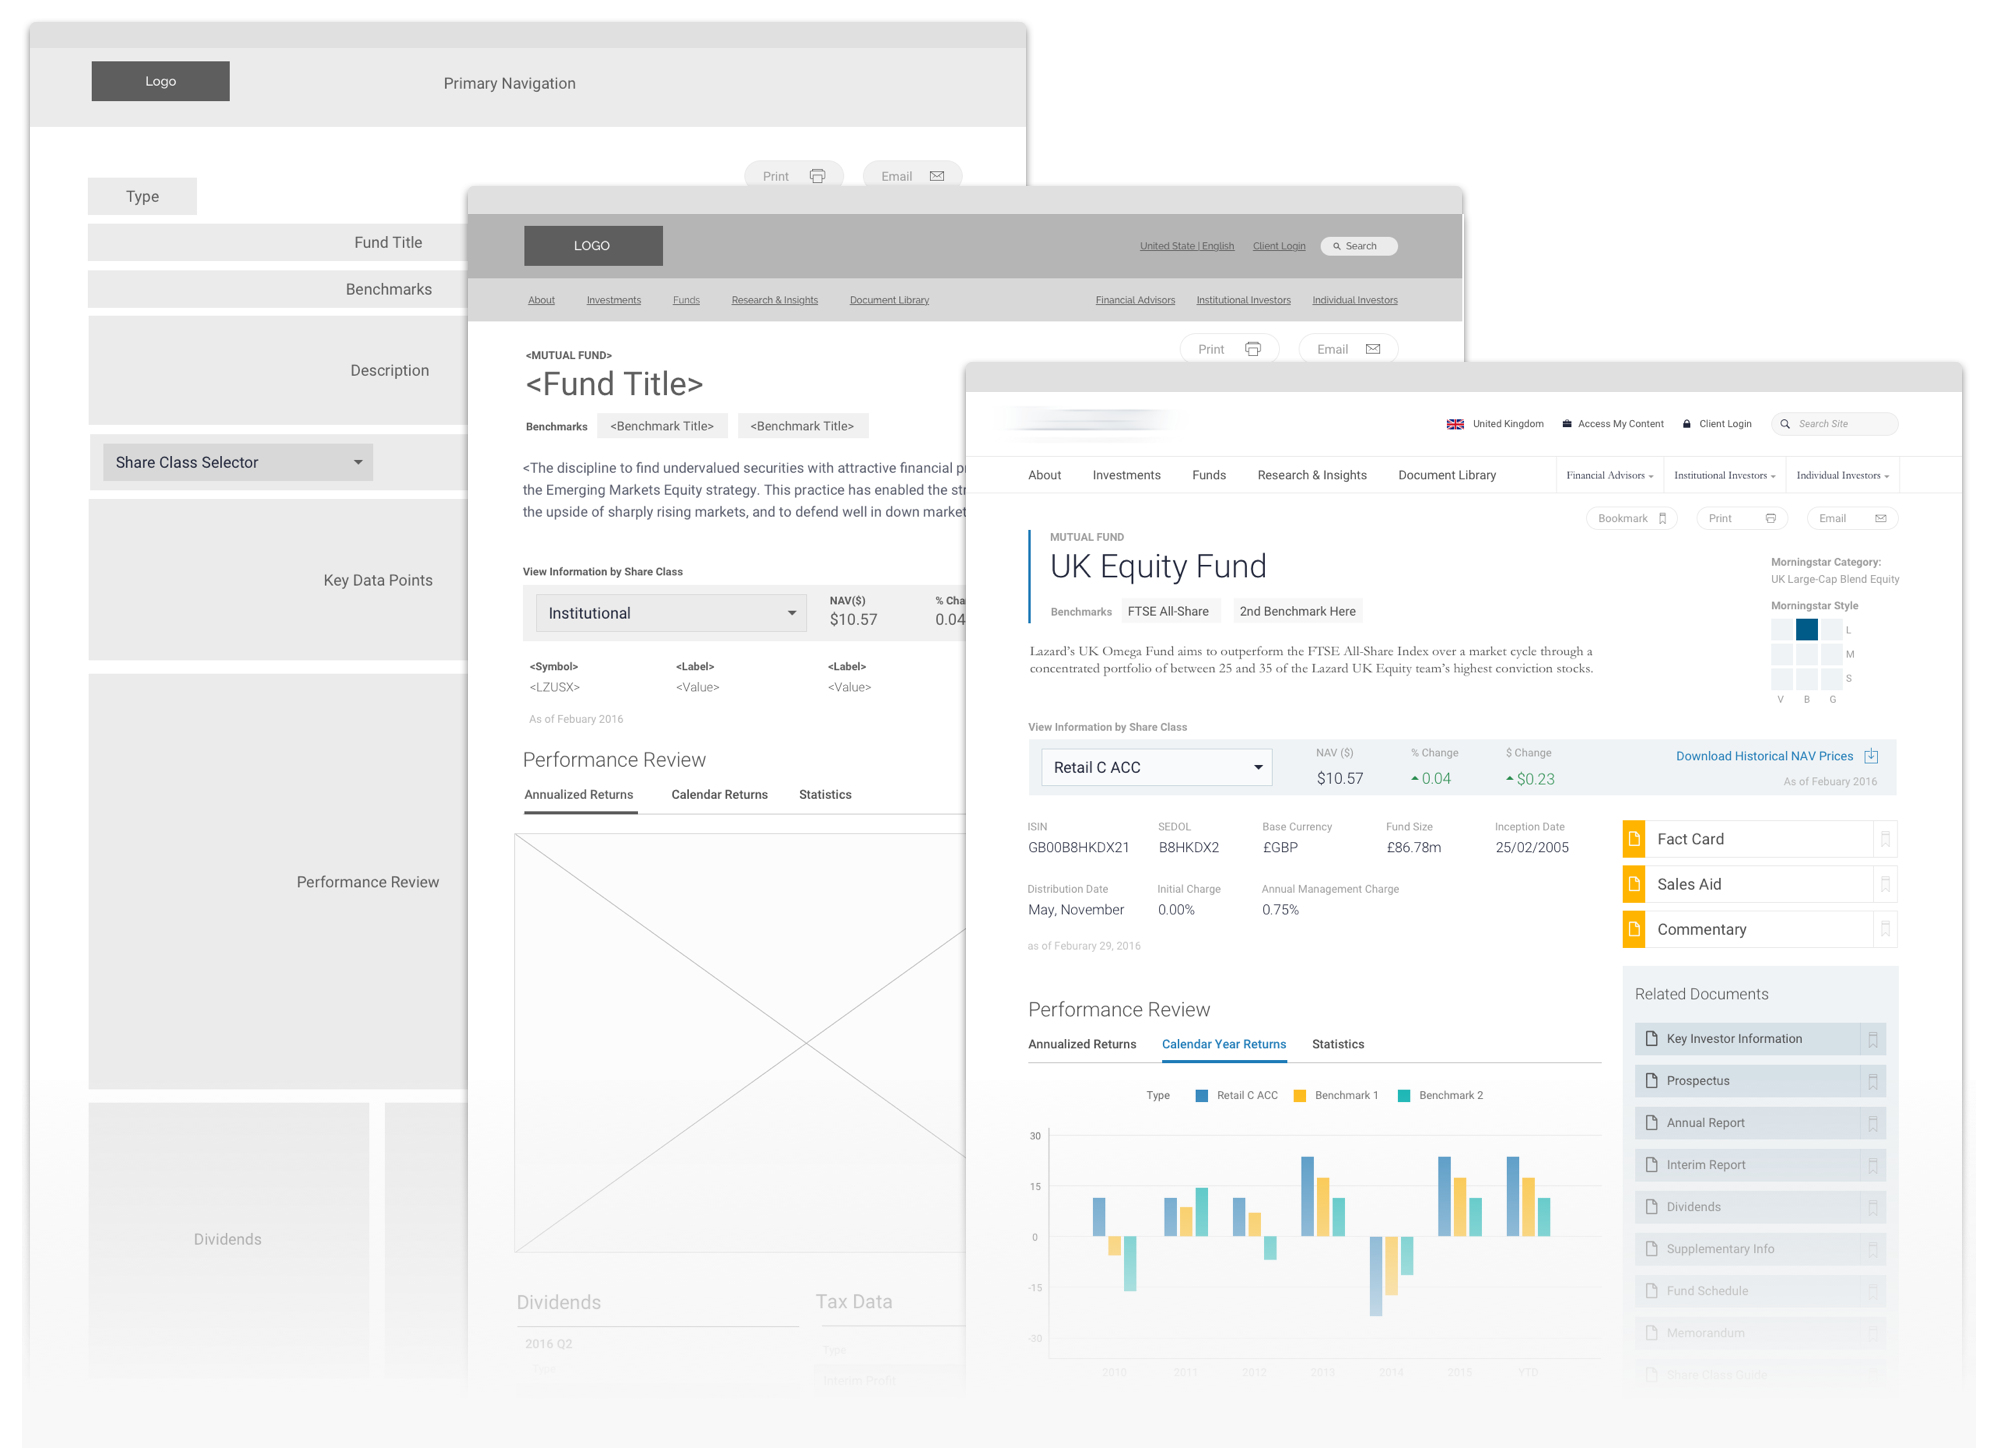 Logo
Primary Navigation
Print
Email
Type
Fund Title
Benchmarks
Description
Share Class Selector
Key Data Points
Performance Review
Dividends
LOGO
United State | English
Client Login
Search
About
Investments
Funds
Research & Insights
Document Library
Financial Advisors
Institutional Investors
Individual Investors
Print
Email
<MUTUAL FUND>
<Fund Title>
Benchmarks
<Benchmark Title>
<Benchmark Title>
<The discipline to find undervalued securities with attractive financial
the Emerging Markets Equity strategy. This practice has enabled the
the upside of sharply rising markets, and to defend well in down market
View Information by Share Class
Institutional
NAV($)
$10.57
% Cha
0.04
<Symbol>
<LZUSX>
<Label>
<Value>
<Label>
<Value>
As of Febuary 2016
Performance Review
Annualized Returns
Calendar Returns
Statistics
Dividends
2016 Q2
Type
Tax Data
Type
Interim Profit
United Kingdom
Access My Content
Client Login
Search Site
About
Investments
Funds
Research & Insights
Document Library
Financial Advisors
Institutional Investors
Individual Investors
Bookmark
Print
Email
MUTUAL FUND
UK Equity Fund
Benchmarks
FTSE All-Share
2nd Benchmark Here
Morningstar Category:
UK Large-Cap Blend Equity
Morningstar Style
L
M
S
V B G
Lazard's UK Omega Fund aims to outperform the FTSE All-Share Index over a market cycle through a
concentrated portfolio of between 25 and 35 of the Lazard UK Equity team's highest conviction stocks.
View Information by Share Class
Retail C ACC
NAV ($)
$10.57
% Change
0.04
$ Change
$0.23
Download Historical NAV Prices
As of Febuary 2016
ISIN
GB00B8HKDX21
SEDOL
B8HKDX2
Base Currency
£GBP
Fund Size
£86.78m
Inception Date
25/02/2005
Distribution Date
May, November
Initial Charge
0.00%
Annual Management Charge
0.75%
as of Feburary 29, 2016
Fact Card
Sales Aid
Commentary
Related Documents
Key Investor Information
Prospectus
Annual Report
Interim Report
Dividends
Supplementary Info
Fund Schedule
Memorandum
Share Class Guide
Performance Review
Annualized Returns
Calendar Year Returns
Statistics
Type
Retail C ACC
Benchmark 1
Benchmark 2
30
15
0
-15
-30
2010 2011 2012 2013 2014 2015 YTD